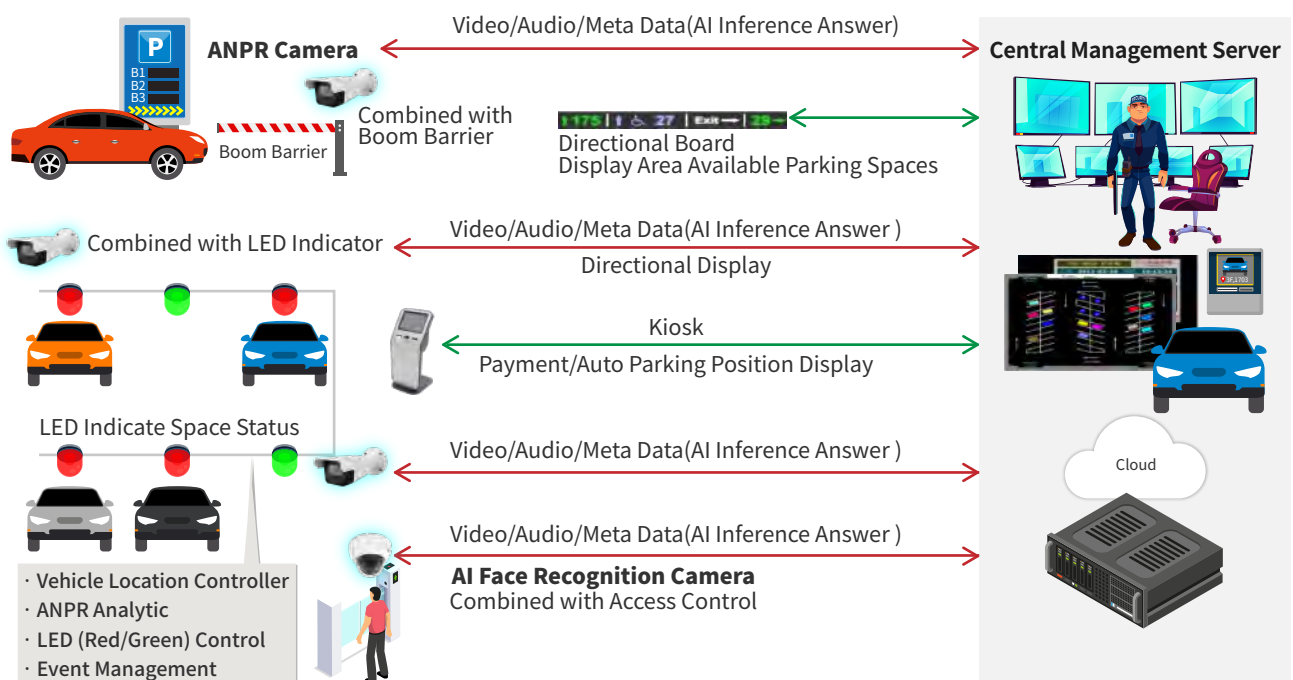 P
B1
B2
B3
ANPR Camera
Boom Barrier
Combined with
Boom Barrier
Video/Audio/Meta Data(AI Inference Answer)
175 27 Exit 29
Directional Board
Display Area Available Parking Spaces
Central Management Server
Combined with LED Indicator
Video/Audio/Meta Data(AI Inference Answer )
Directional Display
Kiosk
Payment/Auto Parking Position Display
LED Indicate Space Status
Video/Audio/Meta Data(AI Inference Answer )
Cloud
Video/Audio/Meta Data(AI Inference Answer )
AI Face Recognition Camera
Combined with Access Control
· Vehicle Location Controller
· ANPR Analytic
· LED (Red/Green) Control
· Event Management